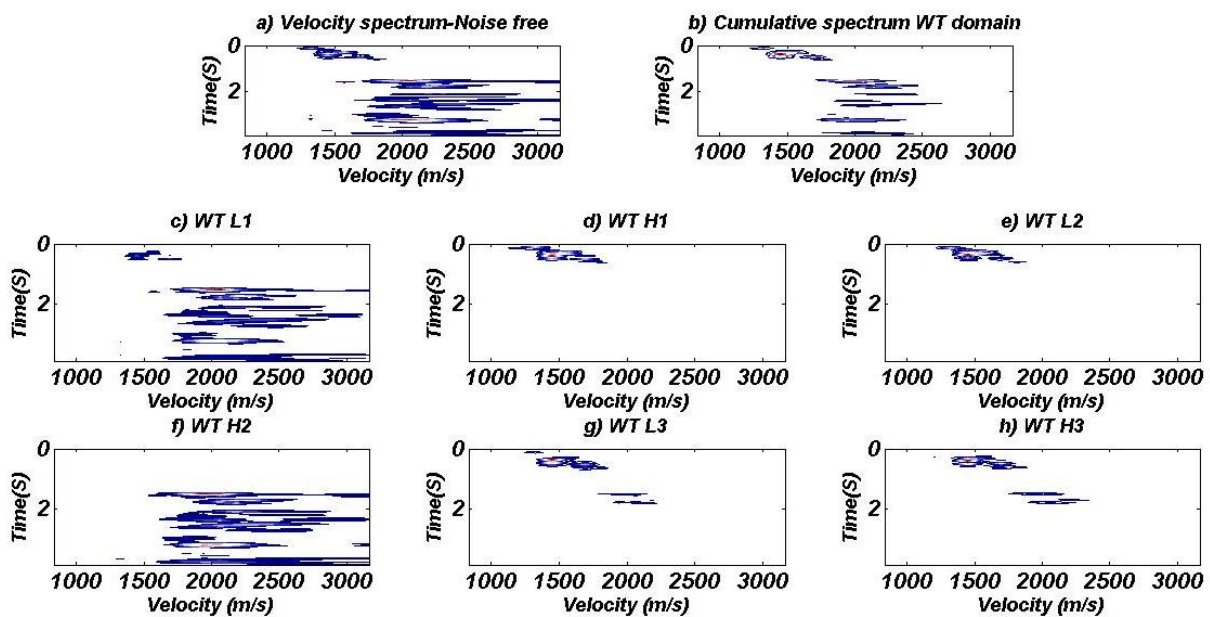 a) Velocity spectrum-Noise free
b) Cumulative spectrum WT domain
0
2
Time(S)
1000 1500 2000 2500 3000
Velocity (m/s)
0
2
Time(S)
1000 1500 2000 2500 3000
Velocity (m/s)
c) WT L1
d) WT H1
e) WT L2
0
2
Time(S)
1000 1500 2000 2500 3000
Velocity (m/s)
0
2
Time(S)
1000 1500 2000 2500 3000
Velocity (m/s)
0
2
Time(S)
1000 1500 2000 2500 3000
Velocity (m/s)
f) WT H2
g) WT L3
h) WT H3
0
2
Time(S)
1000 1500 2000 2500 3000
Velocity (m/s)
0
2
Time(S)
1000 1500 2000 2500 3000
Velocity (m/s)
0
2
Time(S)
1000 1500 2000 2500 3000
Velocity (m/s)